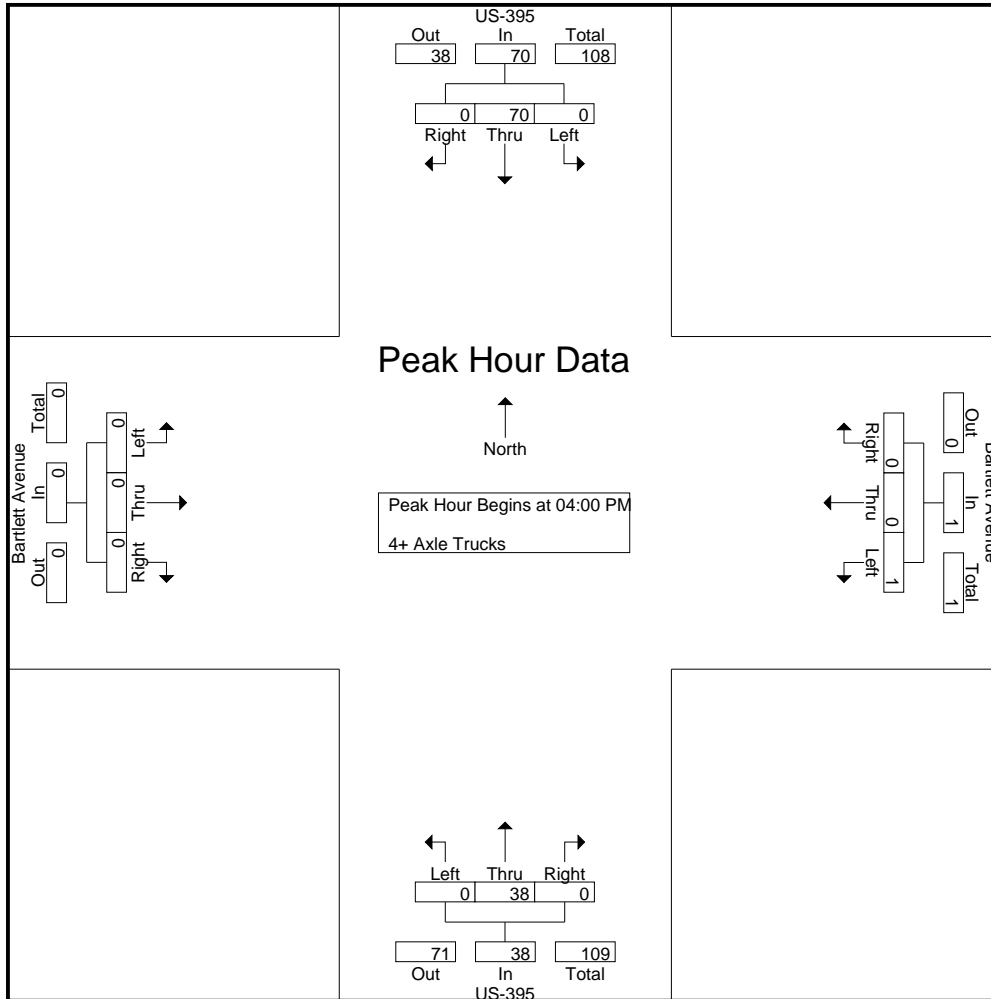 US-395
Out In Total
38 70 108
0 70 0
Right Thru Left
Peak Hour Data
North
Peak Hour Begins at 04:00 PM
4+ Axle Trucks
Bartlett Avenue
Out In Total
0 0 0
Right Thru Left
0 0 0
Bartlett Avenue
Out In Total
0 1 1
Right Thru Left
0 0 1
Left Thru Right
0 38 0
71 38 109
Out In Total
US-395